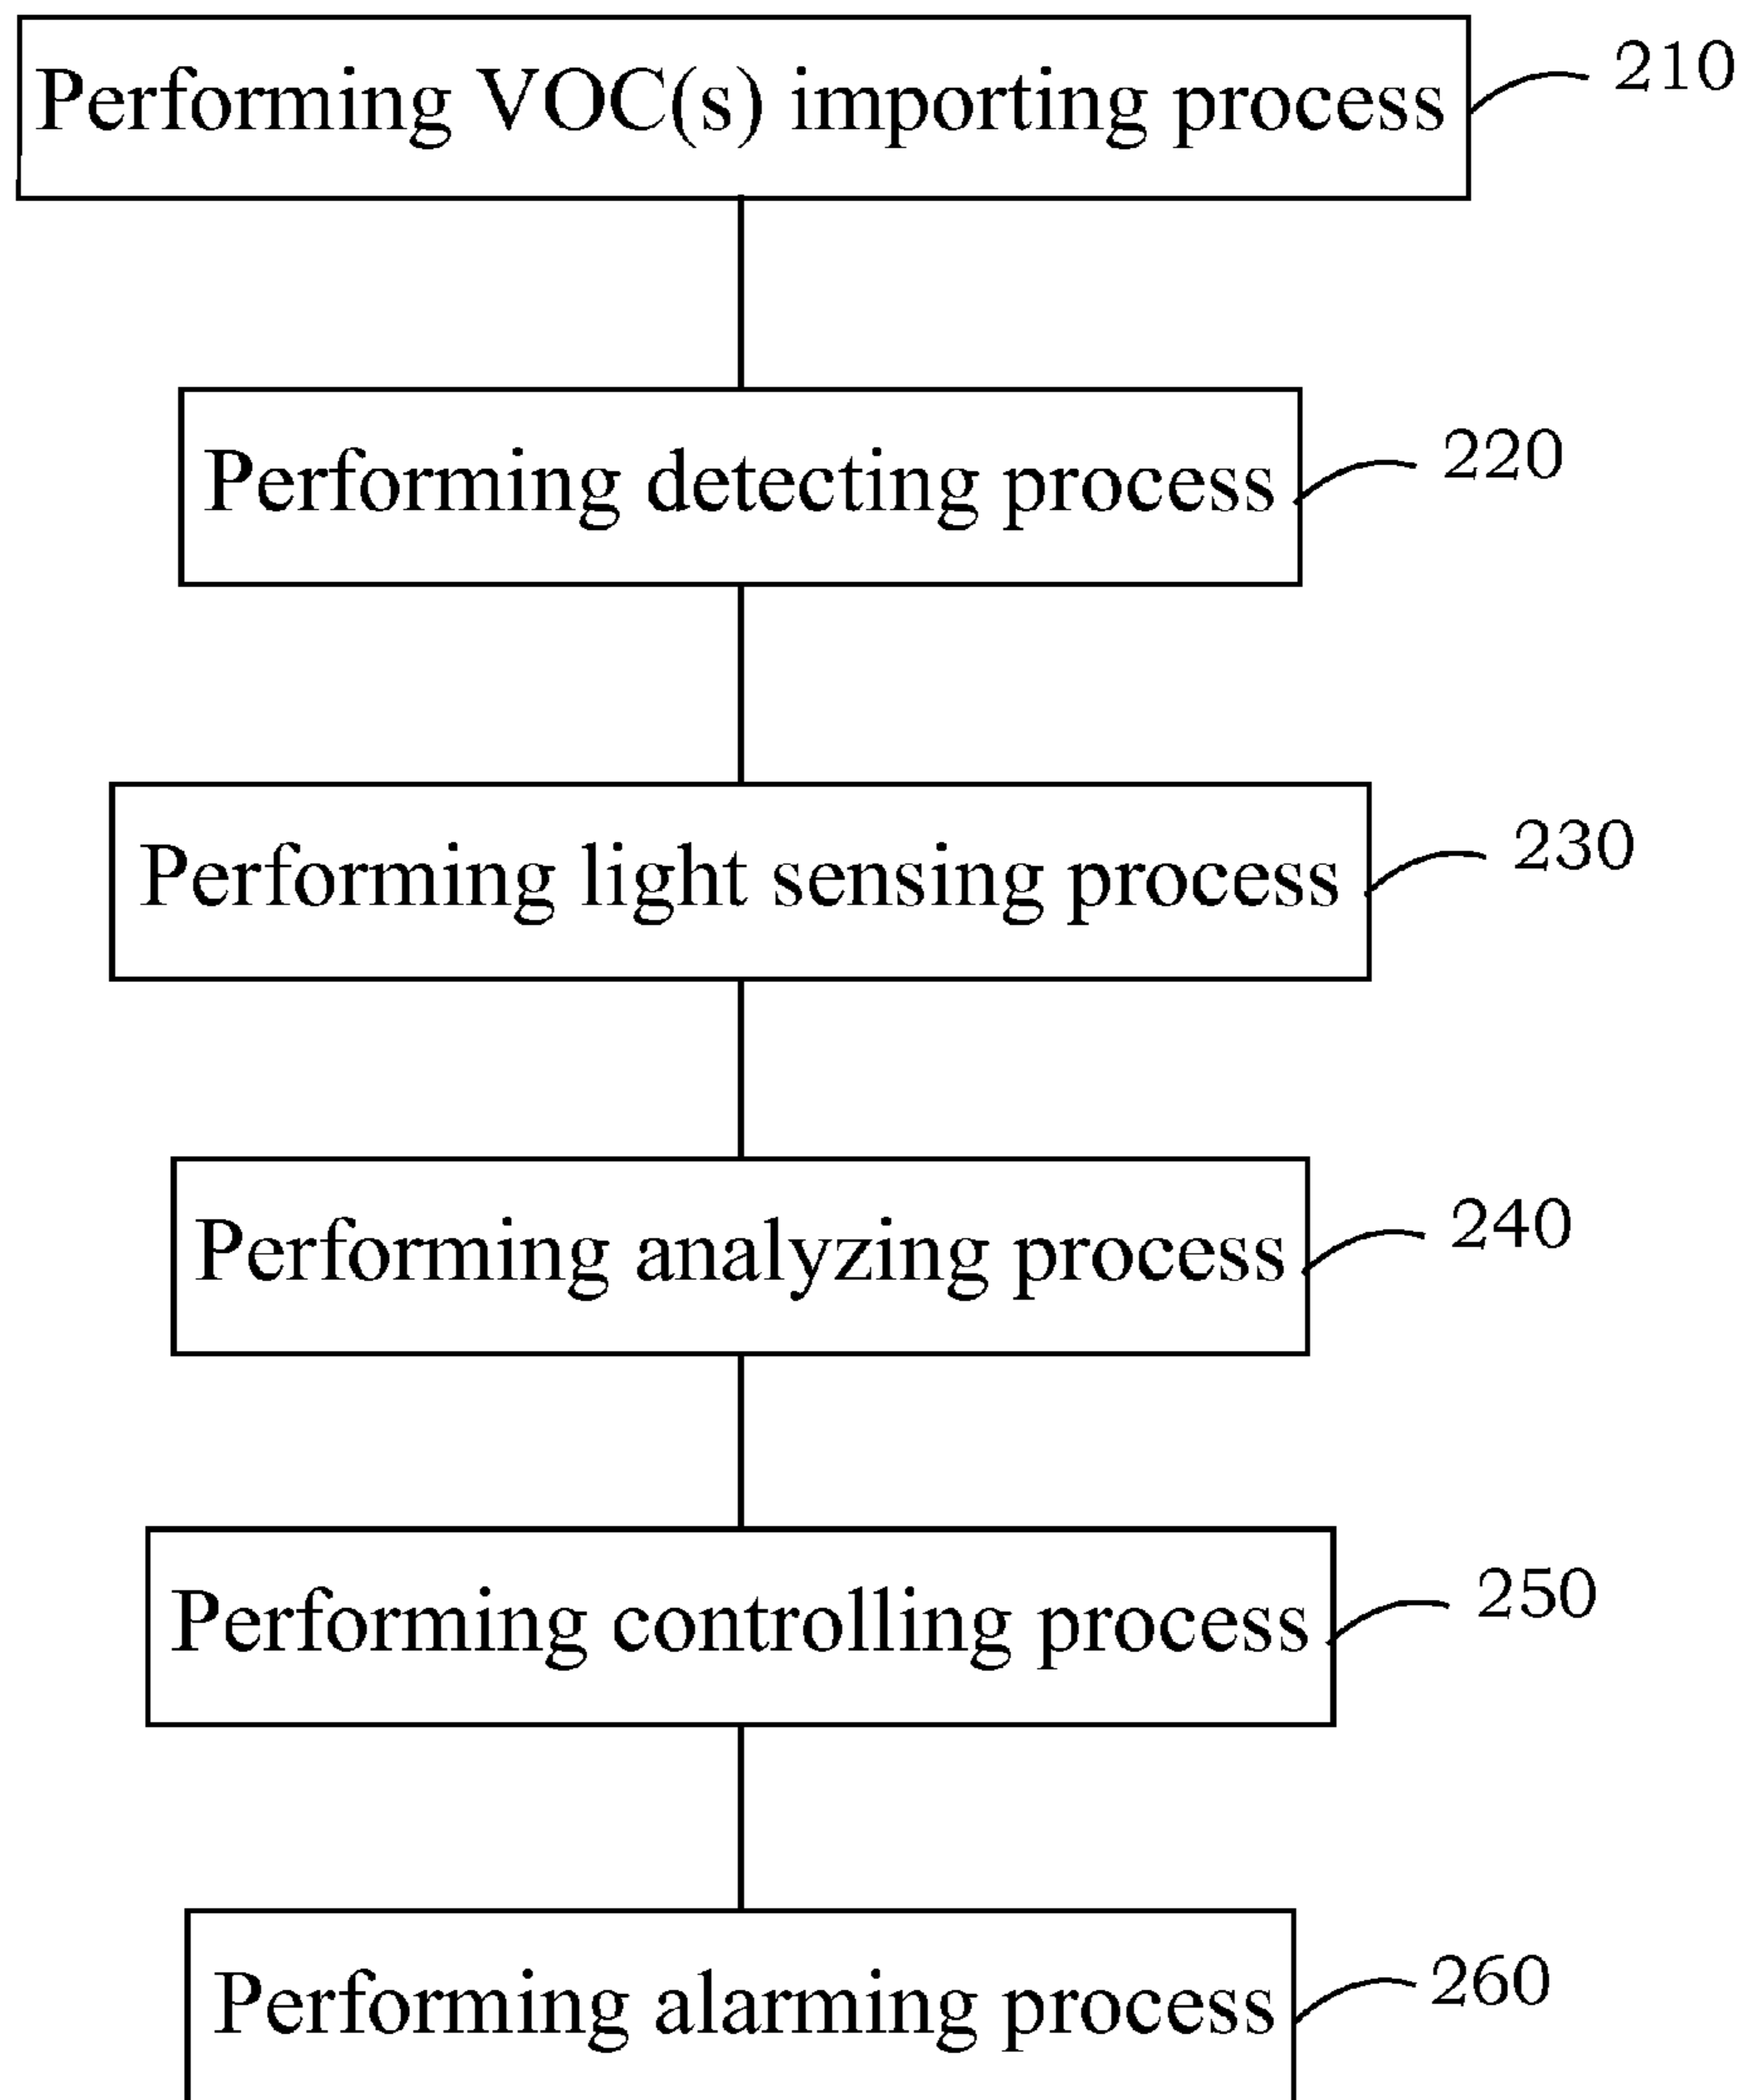 Performing VOC(s) importing process 210
Performing detecting process 220
Performing light sensing process 230
Performing analyzing process 240
Performing controlling process 250
Performing alarming process 260